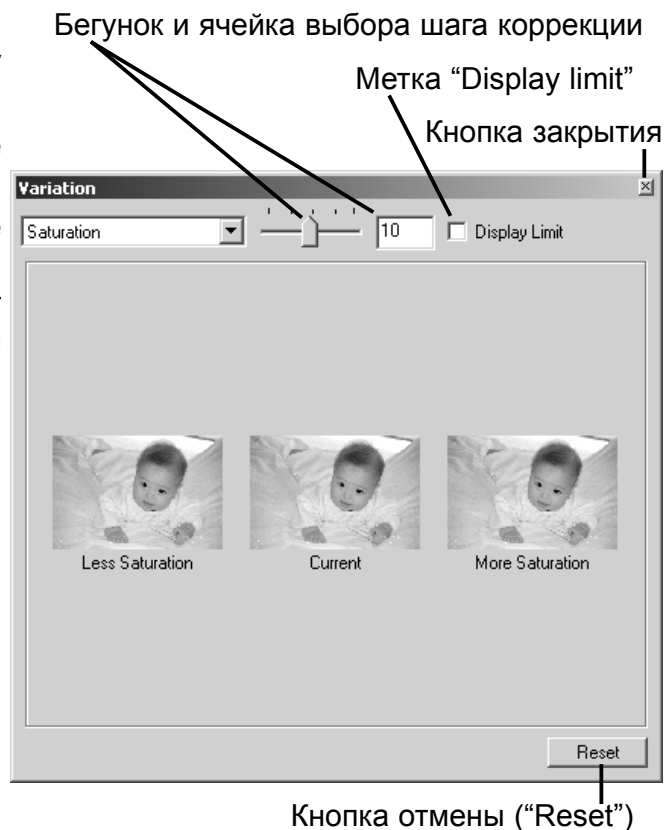 Бегунок и ячейка выбора шага коррекции
Метка “Display limit”
Кнопка закрытия
Variation
Saturation
10
Display Limit
Less Saturation
Current
More Saturation
Reset
Кнопка отмены (“Reset”)